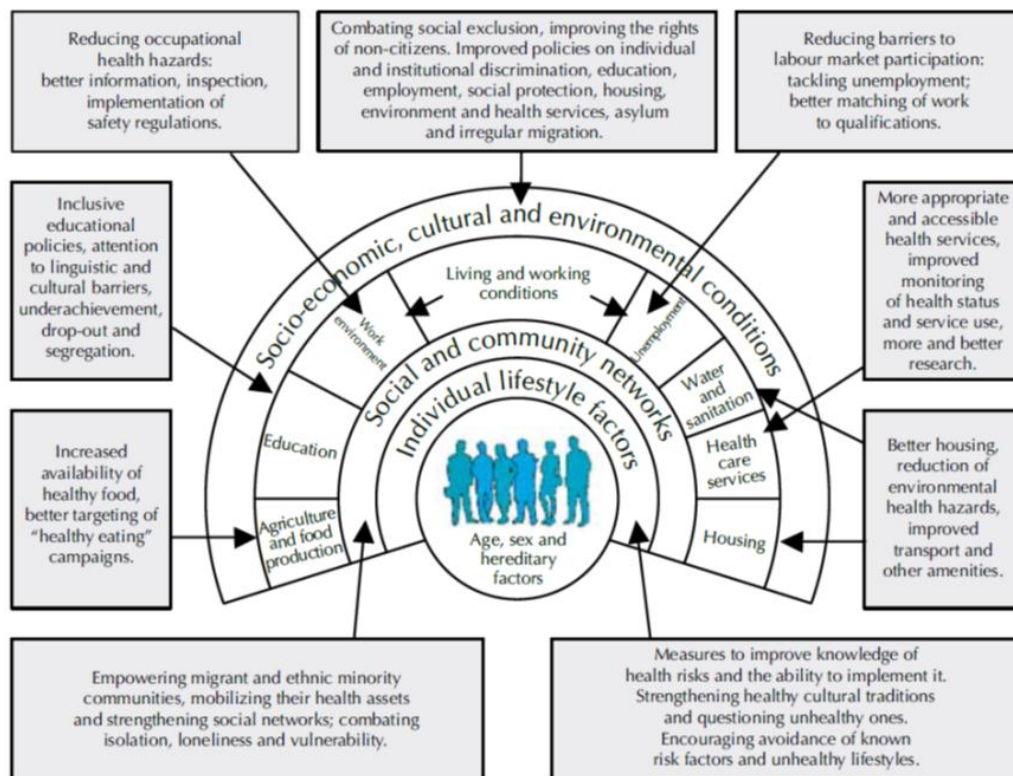 Reducing occupational
health hazards:
better information, inspection,
implementation of
safety regulations.
Combating social exclusion, improving the rights
of non-citizens. Improved policies on individual
and institutional discrimination, education,
employment, social protection, housing,
environment and health services, asylum
and irregular migration.
Reducing barriers to
labour market participation:
tackling unemployment;
better matching of work
to qualifications.
Inclusive
educational
policies, attention
to linguistic and
cultural barriers,
underachievement,
drop-out and
segregation.
More appropriate
and accessible
health services,
improved
monitoring
of health status
and service use,
more and better
research.
Socio-economic, cultural and environmental conditions
Living and working
conditions
Work
environment
Unemployment
Social and community networks
Water
and
sanitation
Individual lifestyle factors
Education
Health
care
services
Agriculture
and food
production
Housing
Age, sex and
hereditary
factors
Increased
availability of
healthy food,
better targeting of
“healthy eating”
campaigns.
Better housing,
reduction of
environmental
health hazards,
improved
transport and
other amenities.
Empowering migrant and ethnic minority
communities, mobilizing their health assets
and strengthening social networks; combating
isolation, loneliness and vulnerability.
Measures to improve knowledge of
health risks and the ability to implement it.
Strengthening healthy cultural traditions
and questioning unhealthy ones.
Encouraging avoidance of known
risk factors and unhealthy lifestyles.